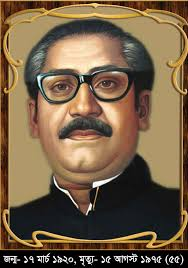 জন্ম- ১৭ মার্চ ১৯২০, মৃত্যু- ১৫ আগস্ট ১৯৭৫ (৫৫)